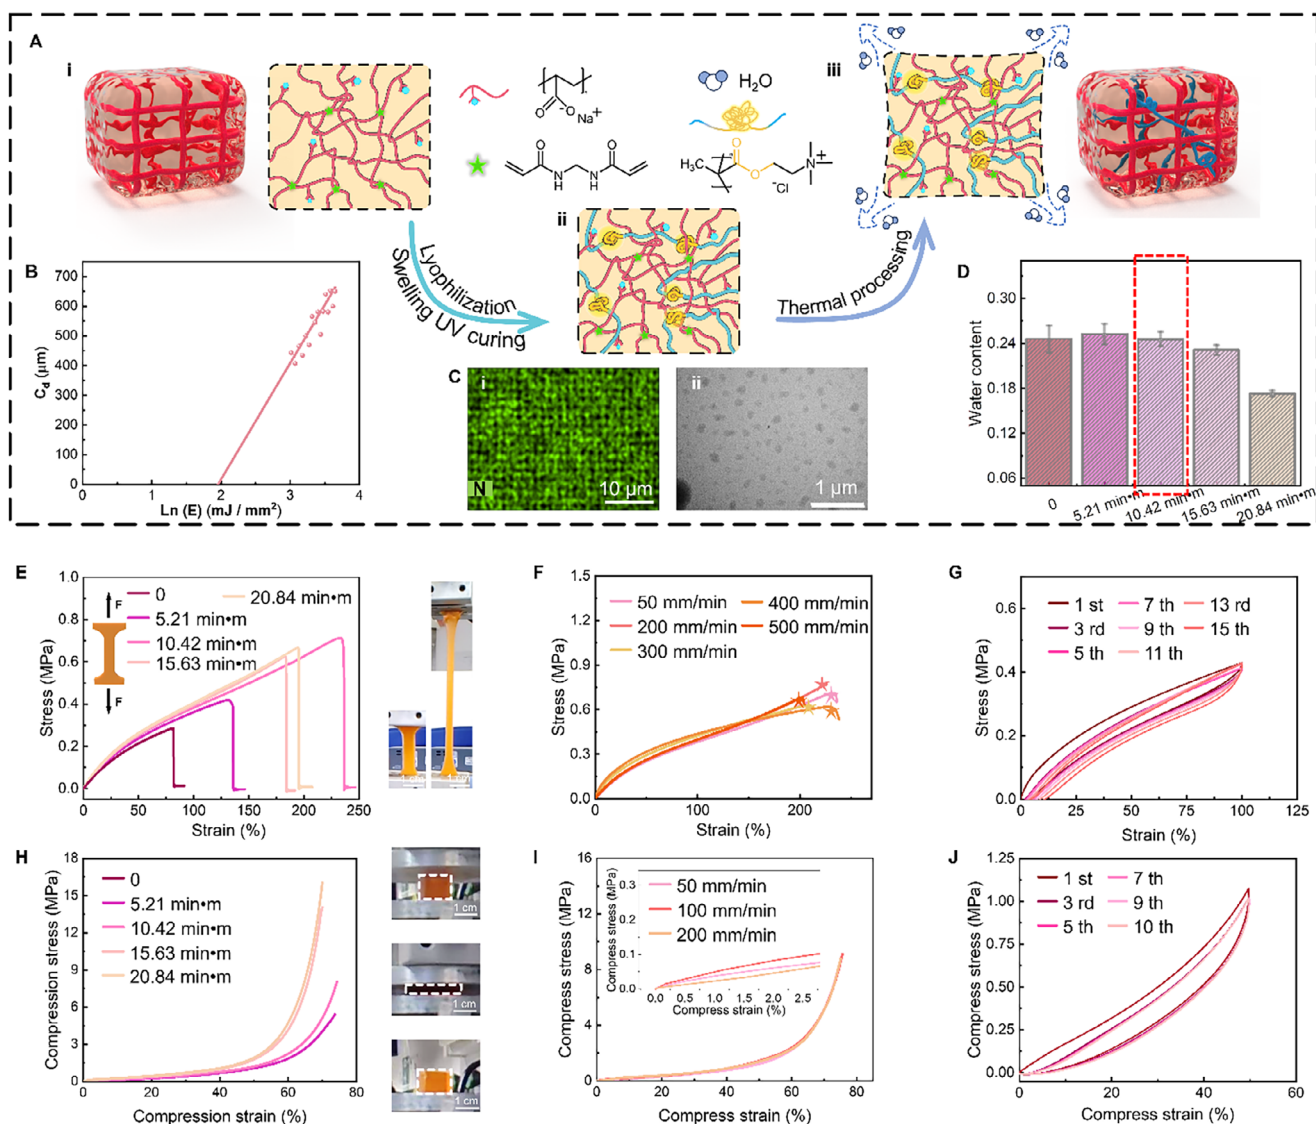 A
i
O
-O
Na+
n
H2O
iii
O
N
H
N
H
O
H3C
O
O
N
+
-Cl
ii
Lyophilization
Swelling UV curing
Thermal processing
B
700
600
500
400
300
200
100
0
Cd (μm)
0
1
2
3
4
Ln (E) (mJ / mm2)
C
i
N
10 μm
ii
1 μm
D
0.30
0.24
0.18
0.12
0.06
Water content
0
5.21 min•m
10.42 min•m
15.63 min•m
20.84 min•m
E
1.0
0.8
0.6
0.4
0.2
0.0
Stress (MPa)
F
F
0
20.84 min•m
5.21 min•m
10.42 min•m
15.63 min•m
0
50
100
150
200
250
Strain (%)
1 cm
1 cm
F
1.5
1.2
0.9
0.6
0.3
0.0
Stress (MPa)
50 mm/min
400 mm/min
200 mm/min
500 mm/min
300 mm/min
0
100
200
Strain (%)
G
0.6
0.4
0.2
0.0
Stress (MPa)
1 st
7 th
13 rd
3 rd
9 th
15 th
5 th
11 th
0
25
50
75
100
125
Strain (%)
H
18
15
12
9
6
3
0
Compression stress (MPa)
0
5.21 min•m
10.42 min•m
15.63 min•m
20.84 min•m
0
20
40
60
80
Compression strain (%)
1 cm
1 cm
1 cm
I
16
12
8
4
0
Compress stress (MPa)
0.3
0.2
0.1
0.0
Compress stress (MPa)
50 mm/min
100 mm/min
200 mm/min
0.0
0.5
1.0
1.5
2.0
2.5
Compress strain (%)
0
20
40
60
80
Compress strain (%)
J
1.25
1.00
0.75
0.50
0.25
0.00
Compress stress (MPa)
1 st
7 th
3 rd
9 th
5 th
10 th
0
20
40
60
Compress strain (%)